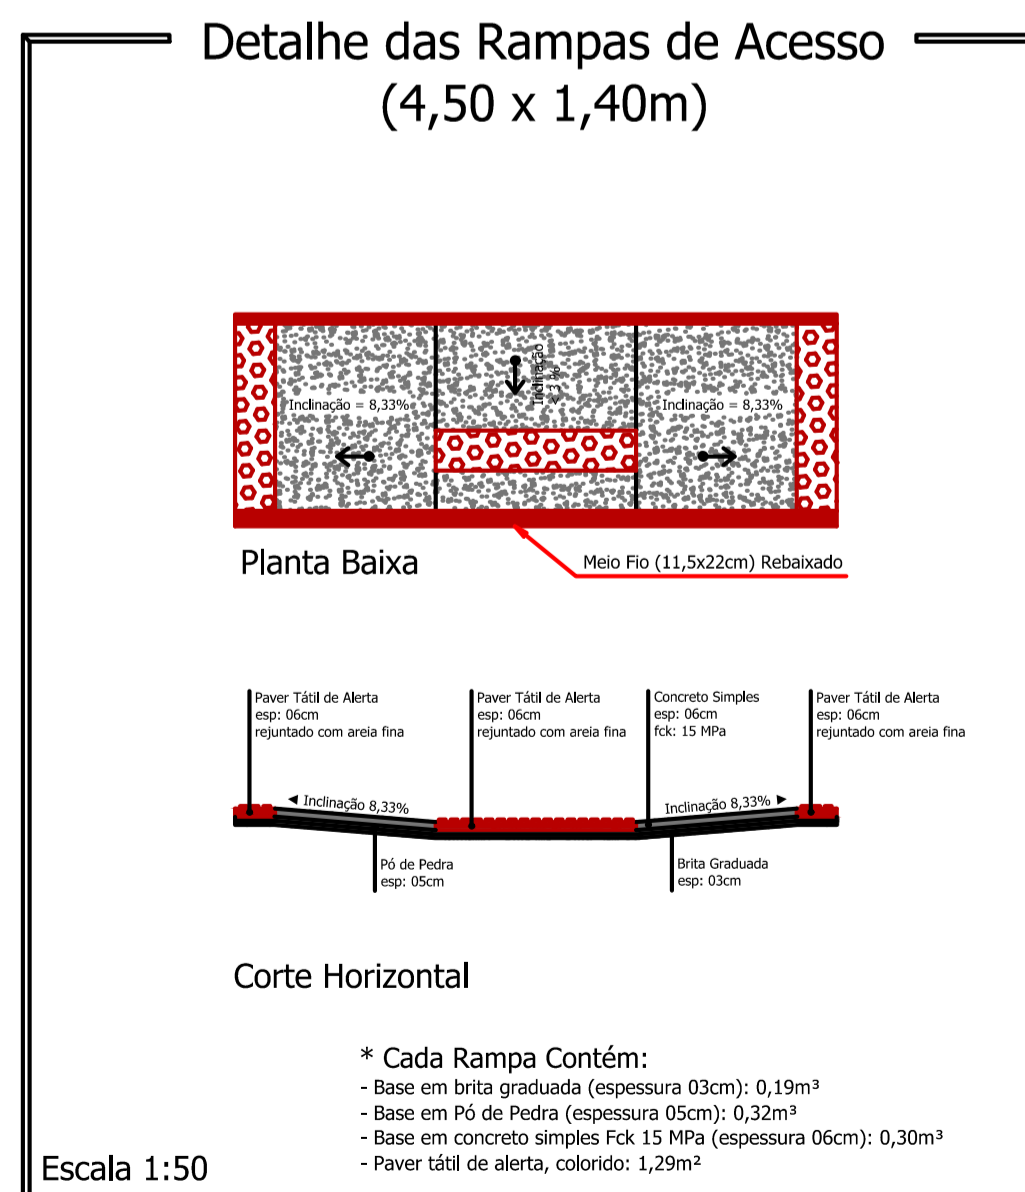 Detalhe das Rampas de Acesso
(4,50 x 1,40m)
Inclinação = 8,33%
Inclinação
< 3 %
Inclinação = 8,33%
Planta Baixa
Meio Fio (11,5x22cm) Rebaixado
Paver Tátil de Alerta
esp: 06cm
rejuntado com areia fina
Paver Tátil de Alerta
esp: 06cm
rejuntado com areia fina
Concreto Simples
esp: 06cm
fck: 15 MPa
Paver Tátil de Alerta
esp: 06cm
rejuntado com areia fina
Inclinação 8,33%
Inclinação 8,33%
Pó de Pedra
esp: 05cm
Brita Graduada
esp: 03cm
Corte Horizontal
* Cada Rampa Contém:
- Base em brita graduada (espessura 03cm): 0,19m³
- Base em Pó de Pedra (espessura 05cm): 0,32m³
- Base em concreto simples Fck 15 MPa (espessura 06cm): 0,30m³
- Paver tátil de alerta, colorido: 1,29m²
Escala 1:50